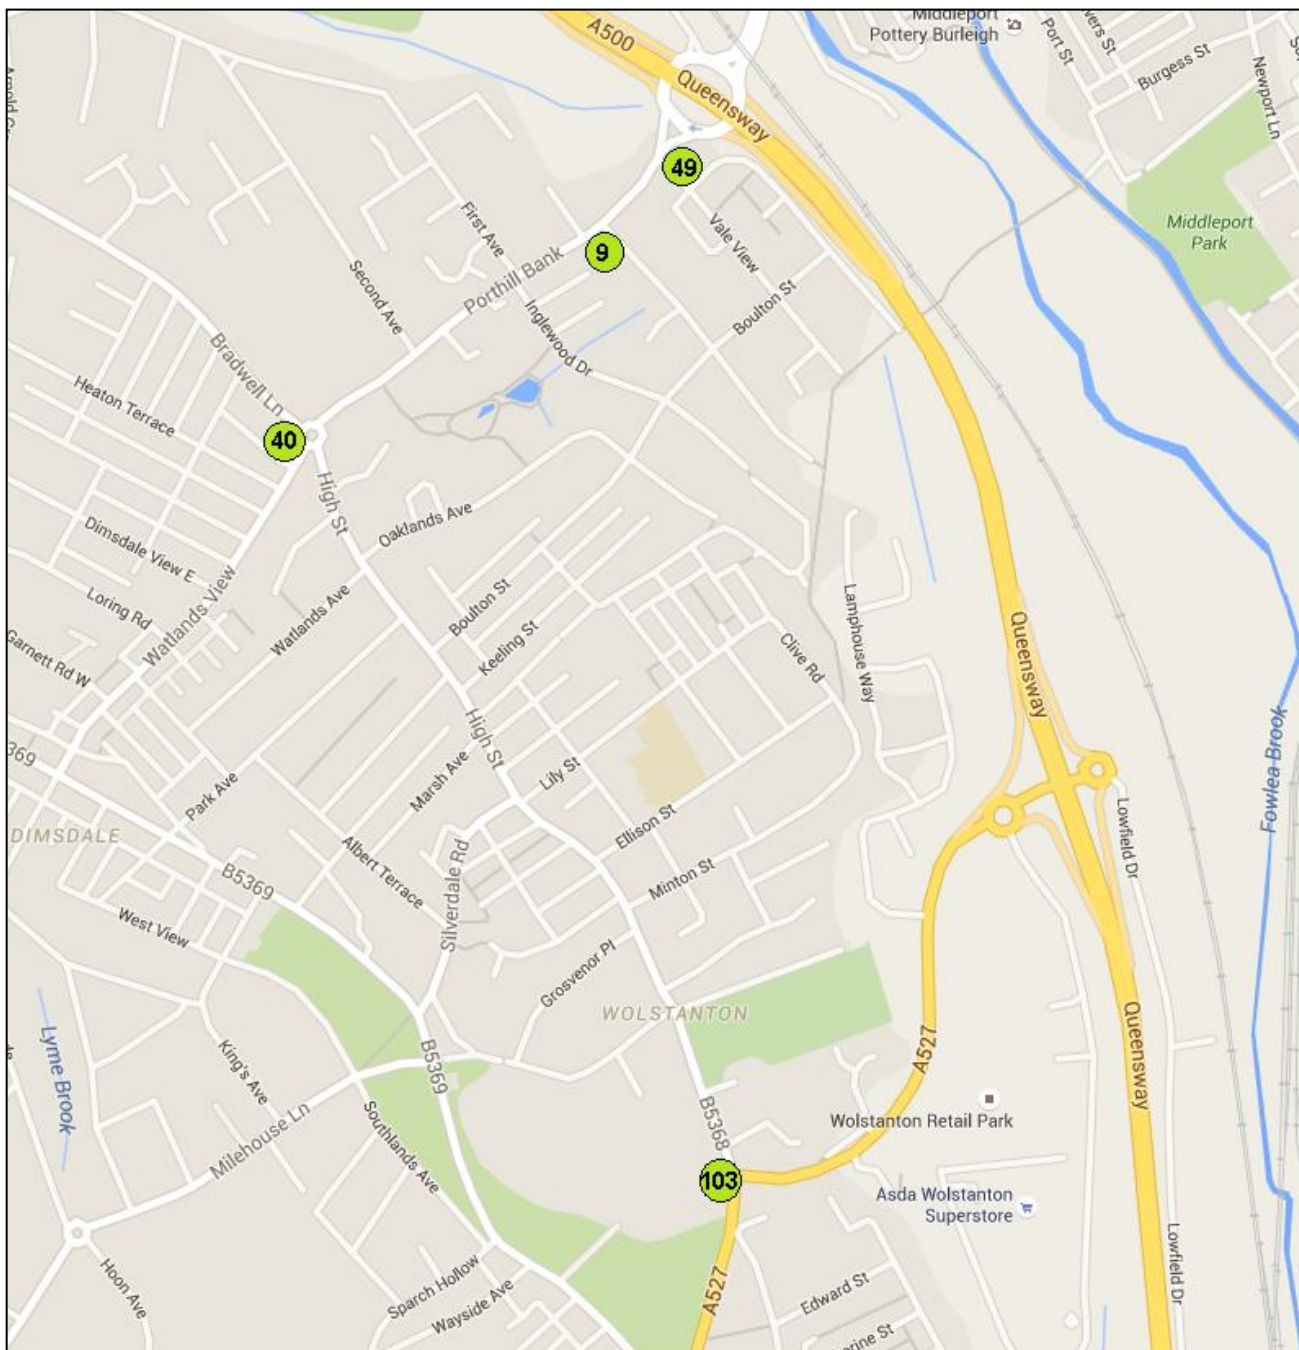 Middleport
Pottery Burleigh
Port St
Burgess St
Newport Ln
A500
Queensway
49
Middleport
Park
First Ave
Vale View
9
Second Ave
Porthill Bank
Boulton St
Inglewood Dr
Bradwell Ln
Heaton Terrace
40
High St
Oaklands Ave
Dimsdale View E
Loring Rd
Watlands View
Watlands Ave
Boulton St
Keeling St
Garnett Rd W
Clive Rd
Lamphouse Way
Queensway
High St
Marsh Ave
Lily St
Park Ave
Fowlea Brook
DIMSDALE
Albert Terrace
Ellison St
Lowfield Dr
B5369
Minton St
West View
Silverdale Rd
Grosvenor Pl
WOLSTANTON
A527
Queensway
Lyme Brook
King's Ave
B5369
Milehouse Ln
Southlands Ave
B5368
Wolstanton Retail Park
103
Asda Wolstanton
Superstore
Hoon Ave
Sparch Hollow
Wayside Ave
A527
Edward St
Lowfield Dr